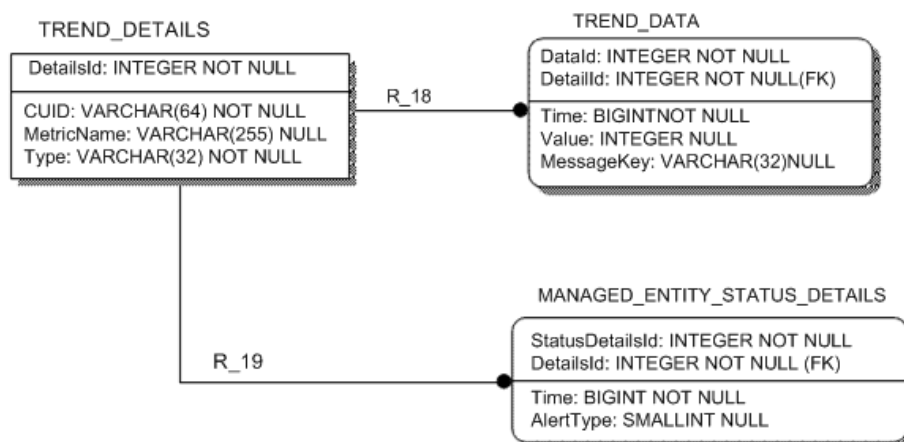 TREND_DETAILS
DetailsId: INTEGER NOT NULL
CUID: VARCHAR(64) NOT NULL
MetricName: VARCHAR(255) NULL
Type: VARCHAR(32) NOT NULL
R_18
TREND_DATA
DataId: INTEGER NOT NULL
DetailId: INTEGER NOT NULL(FK)
Time: BIGINTNOT NULL
Value: INTEGER NULL
MessageKey: VARCHAR(32)NULL
R_19
MANAGED_ENTITY_STATUS_DETAILS
StatusDetailsId: INTEGER NOT NULL
DetailsId: INTEGER NOT NULL (FK)
Time: BIGINT NOT NULL
AlertType: SMALLINT NULL